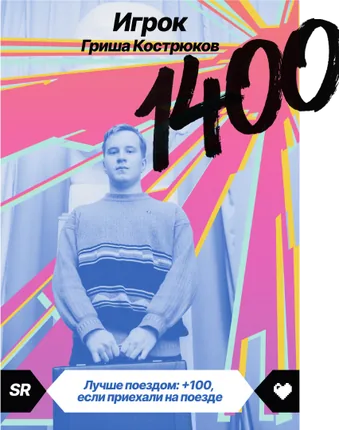 Игрок
Гриша Кострюков
1400
SR
Лучше поездом: +100,
если приехали на поезде